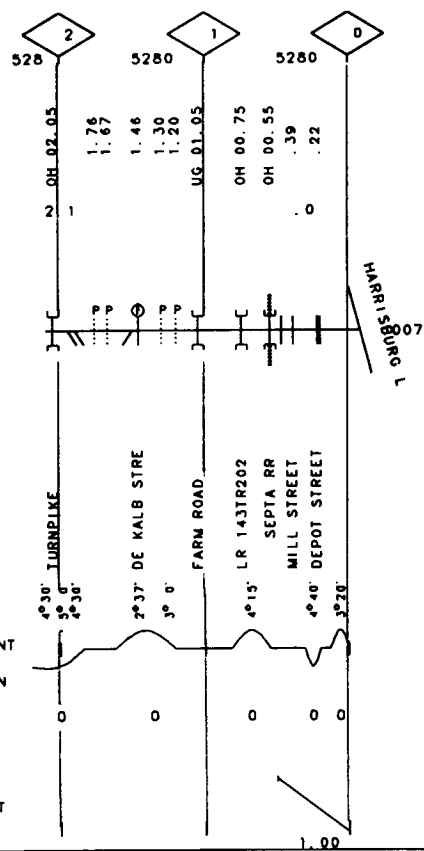 2 1 0
528 5280 5280
OH 02.05
1.76
1.67
1.46
1.30
1.20
UG 01.05
OH 00.75
OH 00.55
.39
.22
2 1
. 0
P P P P P
HARRISBURG L
007
TURNPIKE
DE KALB STRE
FARM ROAD
LR 143TR202
SEPTA RR
MILL STREET
DEPOT STREET
4°30'
5° 0'
4°30'
2°37'
3° 0'
4°15'
4°40'
3°20'
NT
N
0 0 0 0 0
T
1.00